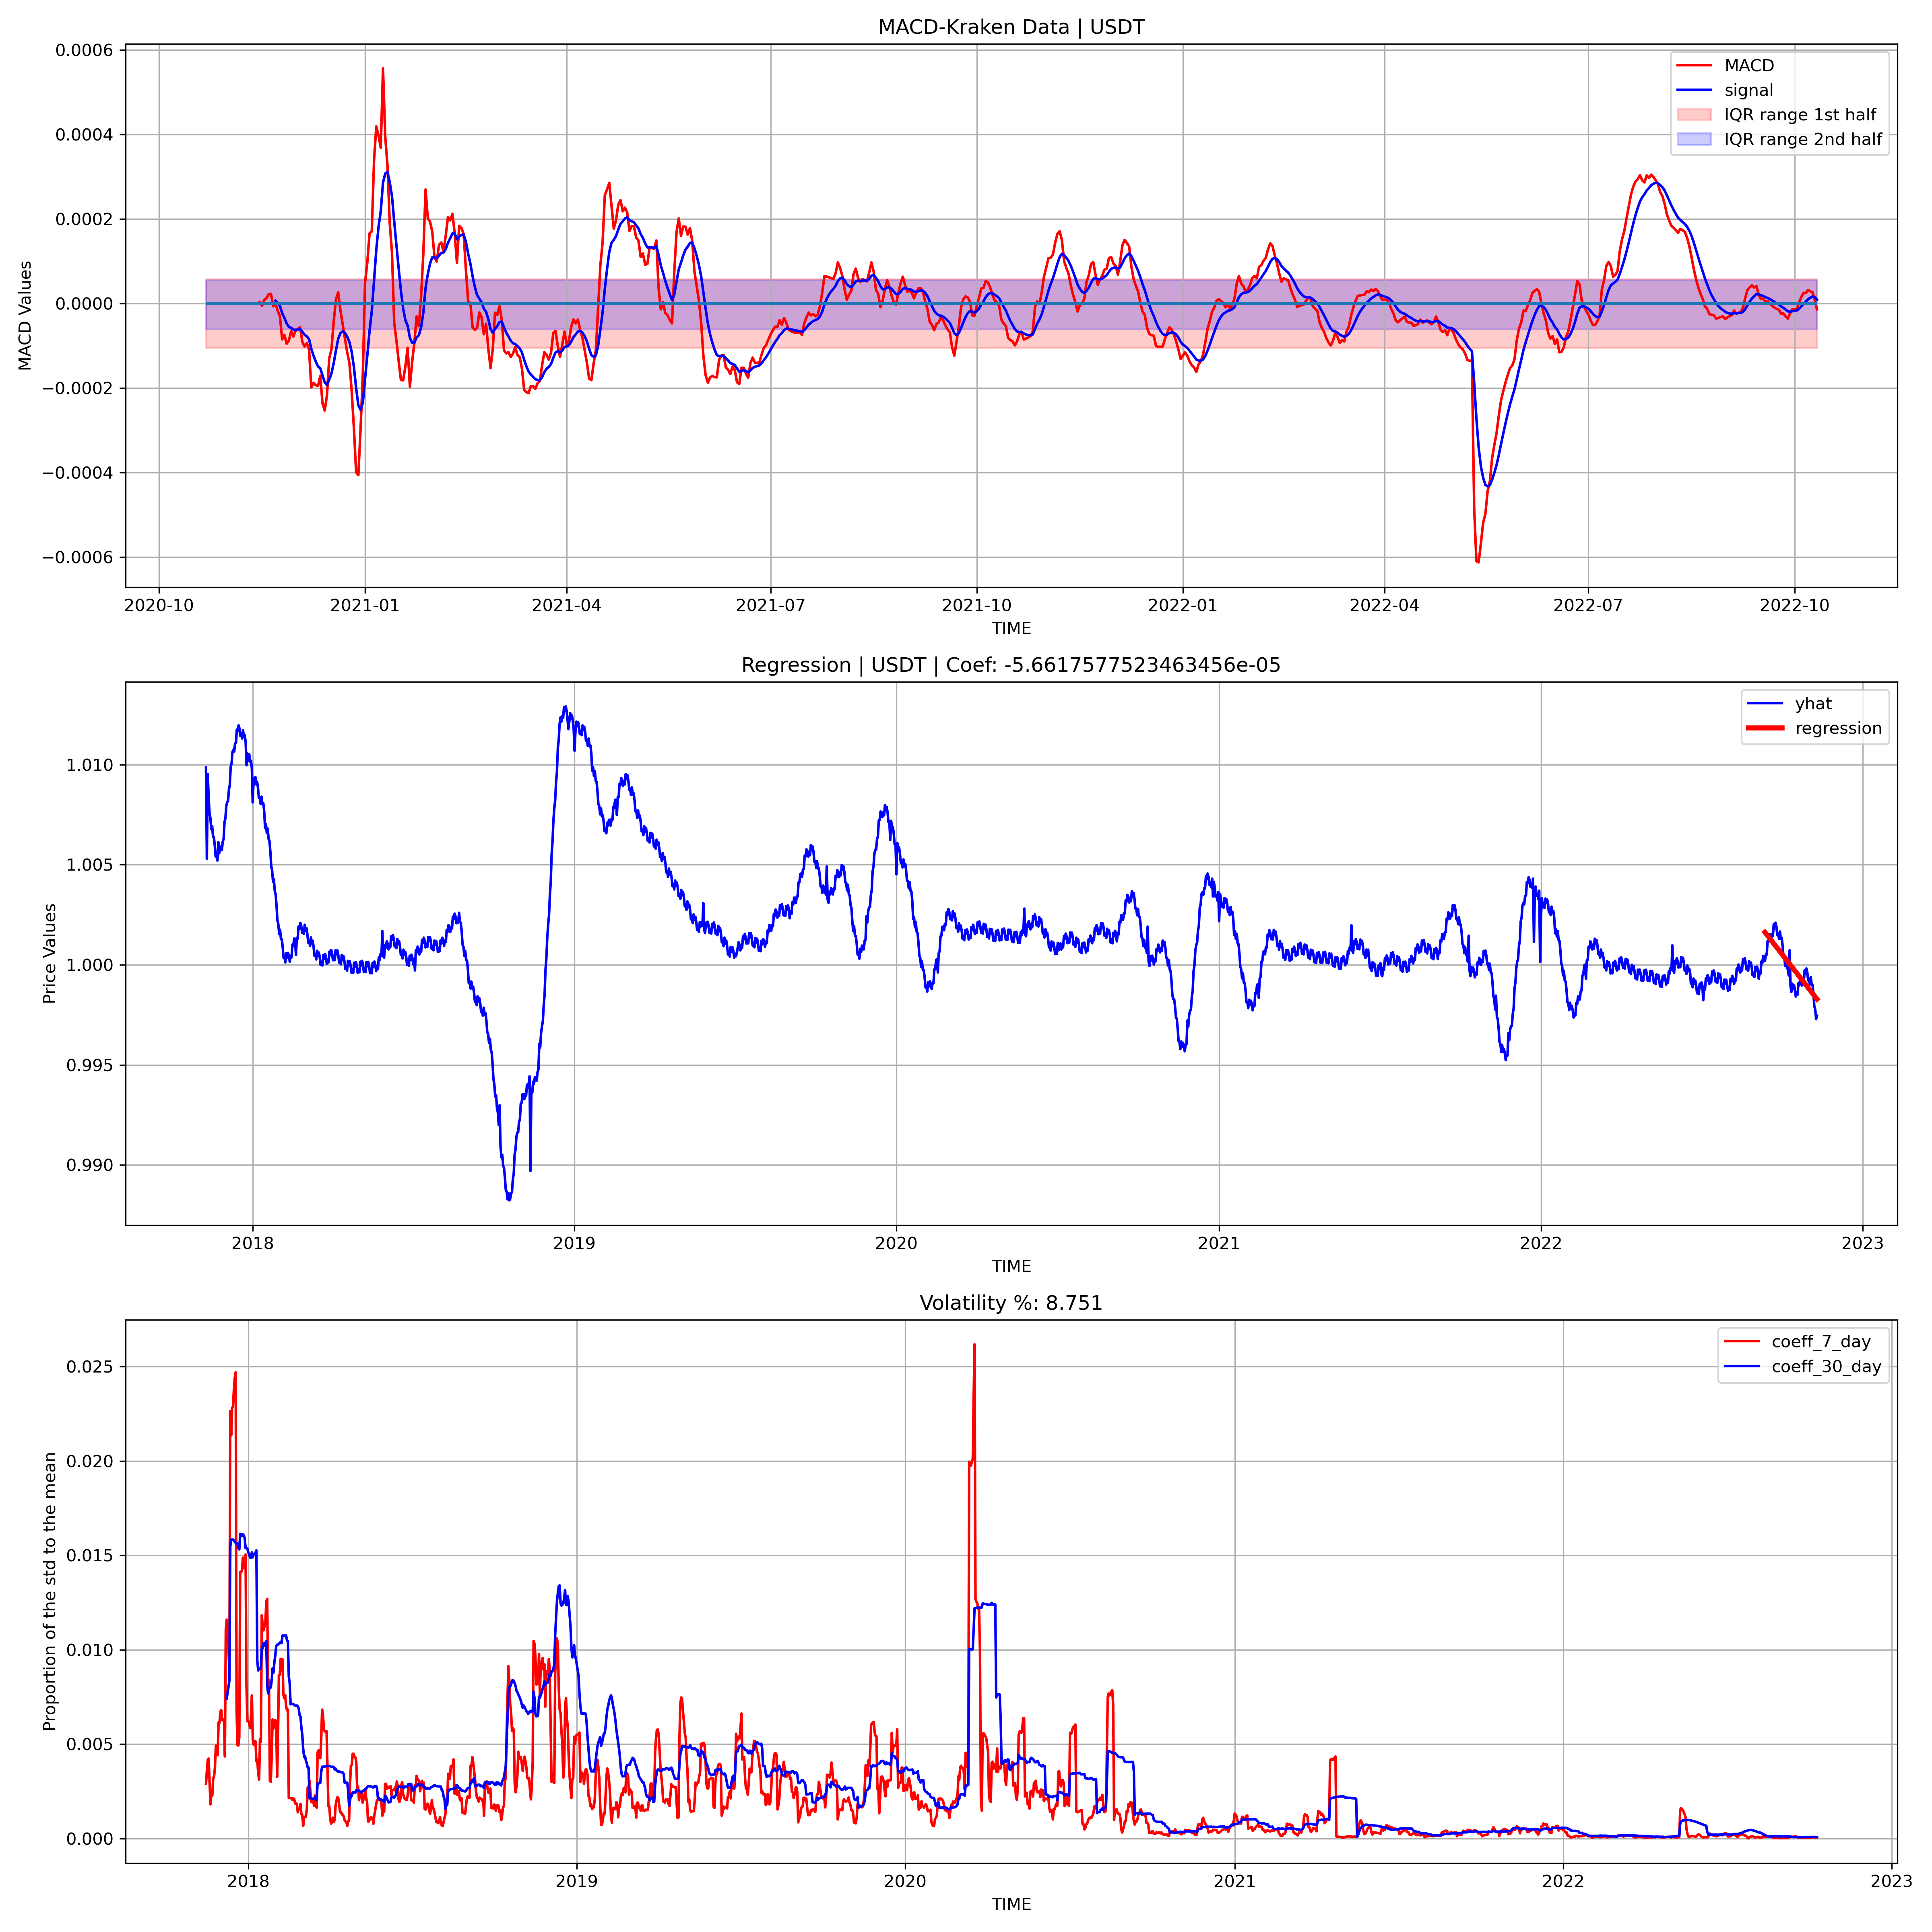 MACD-Kraken Data | USDT
0.0006
0.0004
0.0002
0.0000
−0.0002
−0.0004
−0.0006
MACD Values
MACD
signal
IQR range 1st half
IQR range 2nd half
2020-10 2021-01 2021-04 2021-07 2021-10 2022-01 2022-04 2022-07 2022-10
TIME
Regression | USDT | Coef: -5.6617577523463456e-05
1.010
1.005
1.000
0.995
0.990
Price Values
yhat
regression
2018 2019 2020 2021 2022 2023
TIME
Volatility %: 8.751
0.025
0.020
0.015
0.010
0.005
0.000
Proportion of the std to the mean
coeff_7_day
coeff_30_day
2018 2019 2020 2021 2022 2023
TIME